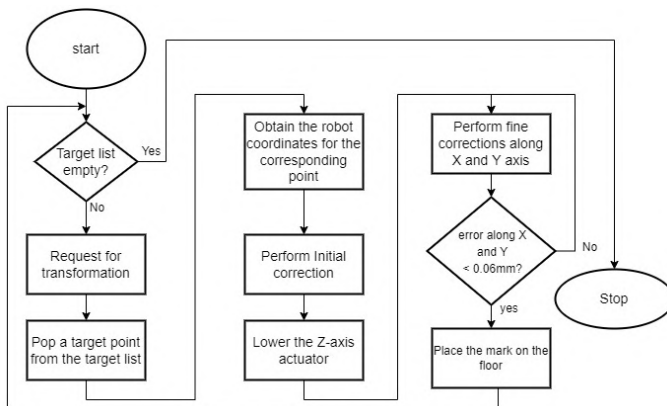 start
Target list
empty?
Yes
No
Request for
transformation
Pop a target point
from the target list
Obtain the robot
coordinates for the
corresponding
point
Perform Initial
correction
Lower the Z-axis
actuator
Perform fine
corrections along
X and Y axis
error along X
and Y
< 0.06mm?
No
yes
Place the mark on the
floor
Stop